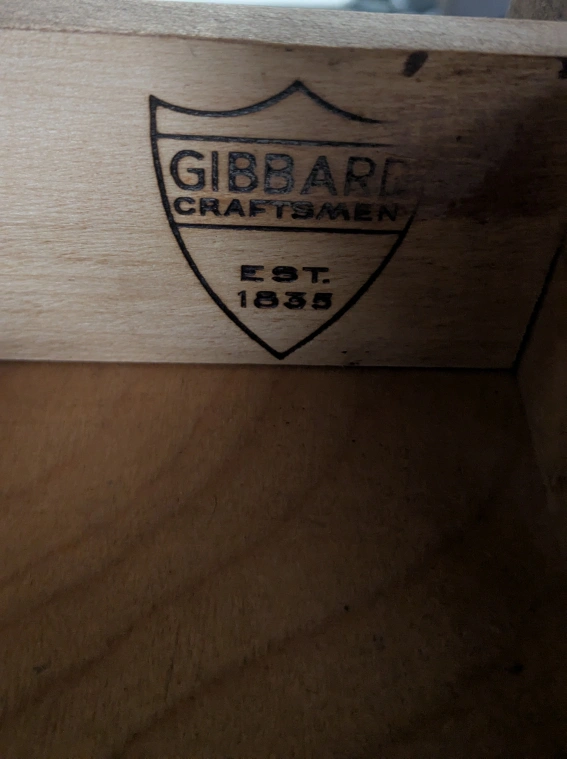 GIBBARD
CRAFTSMEN
EST.
1835